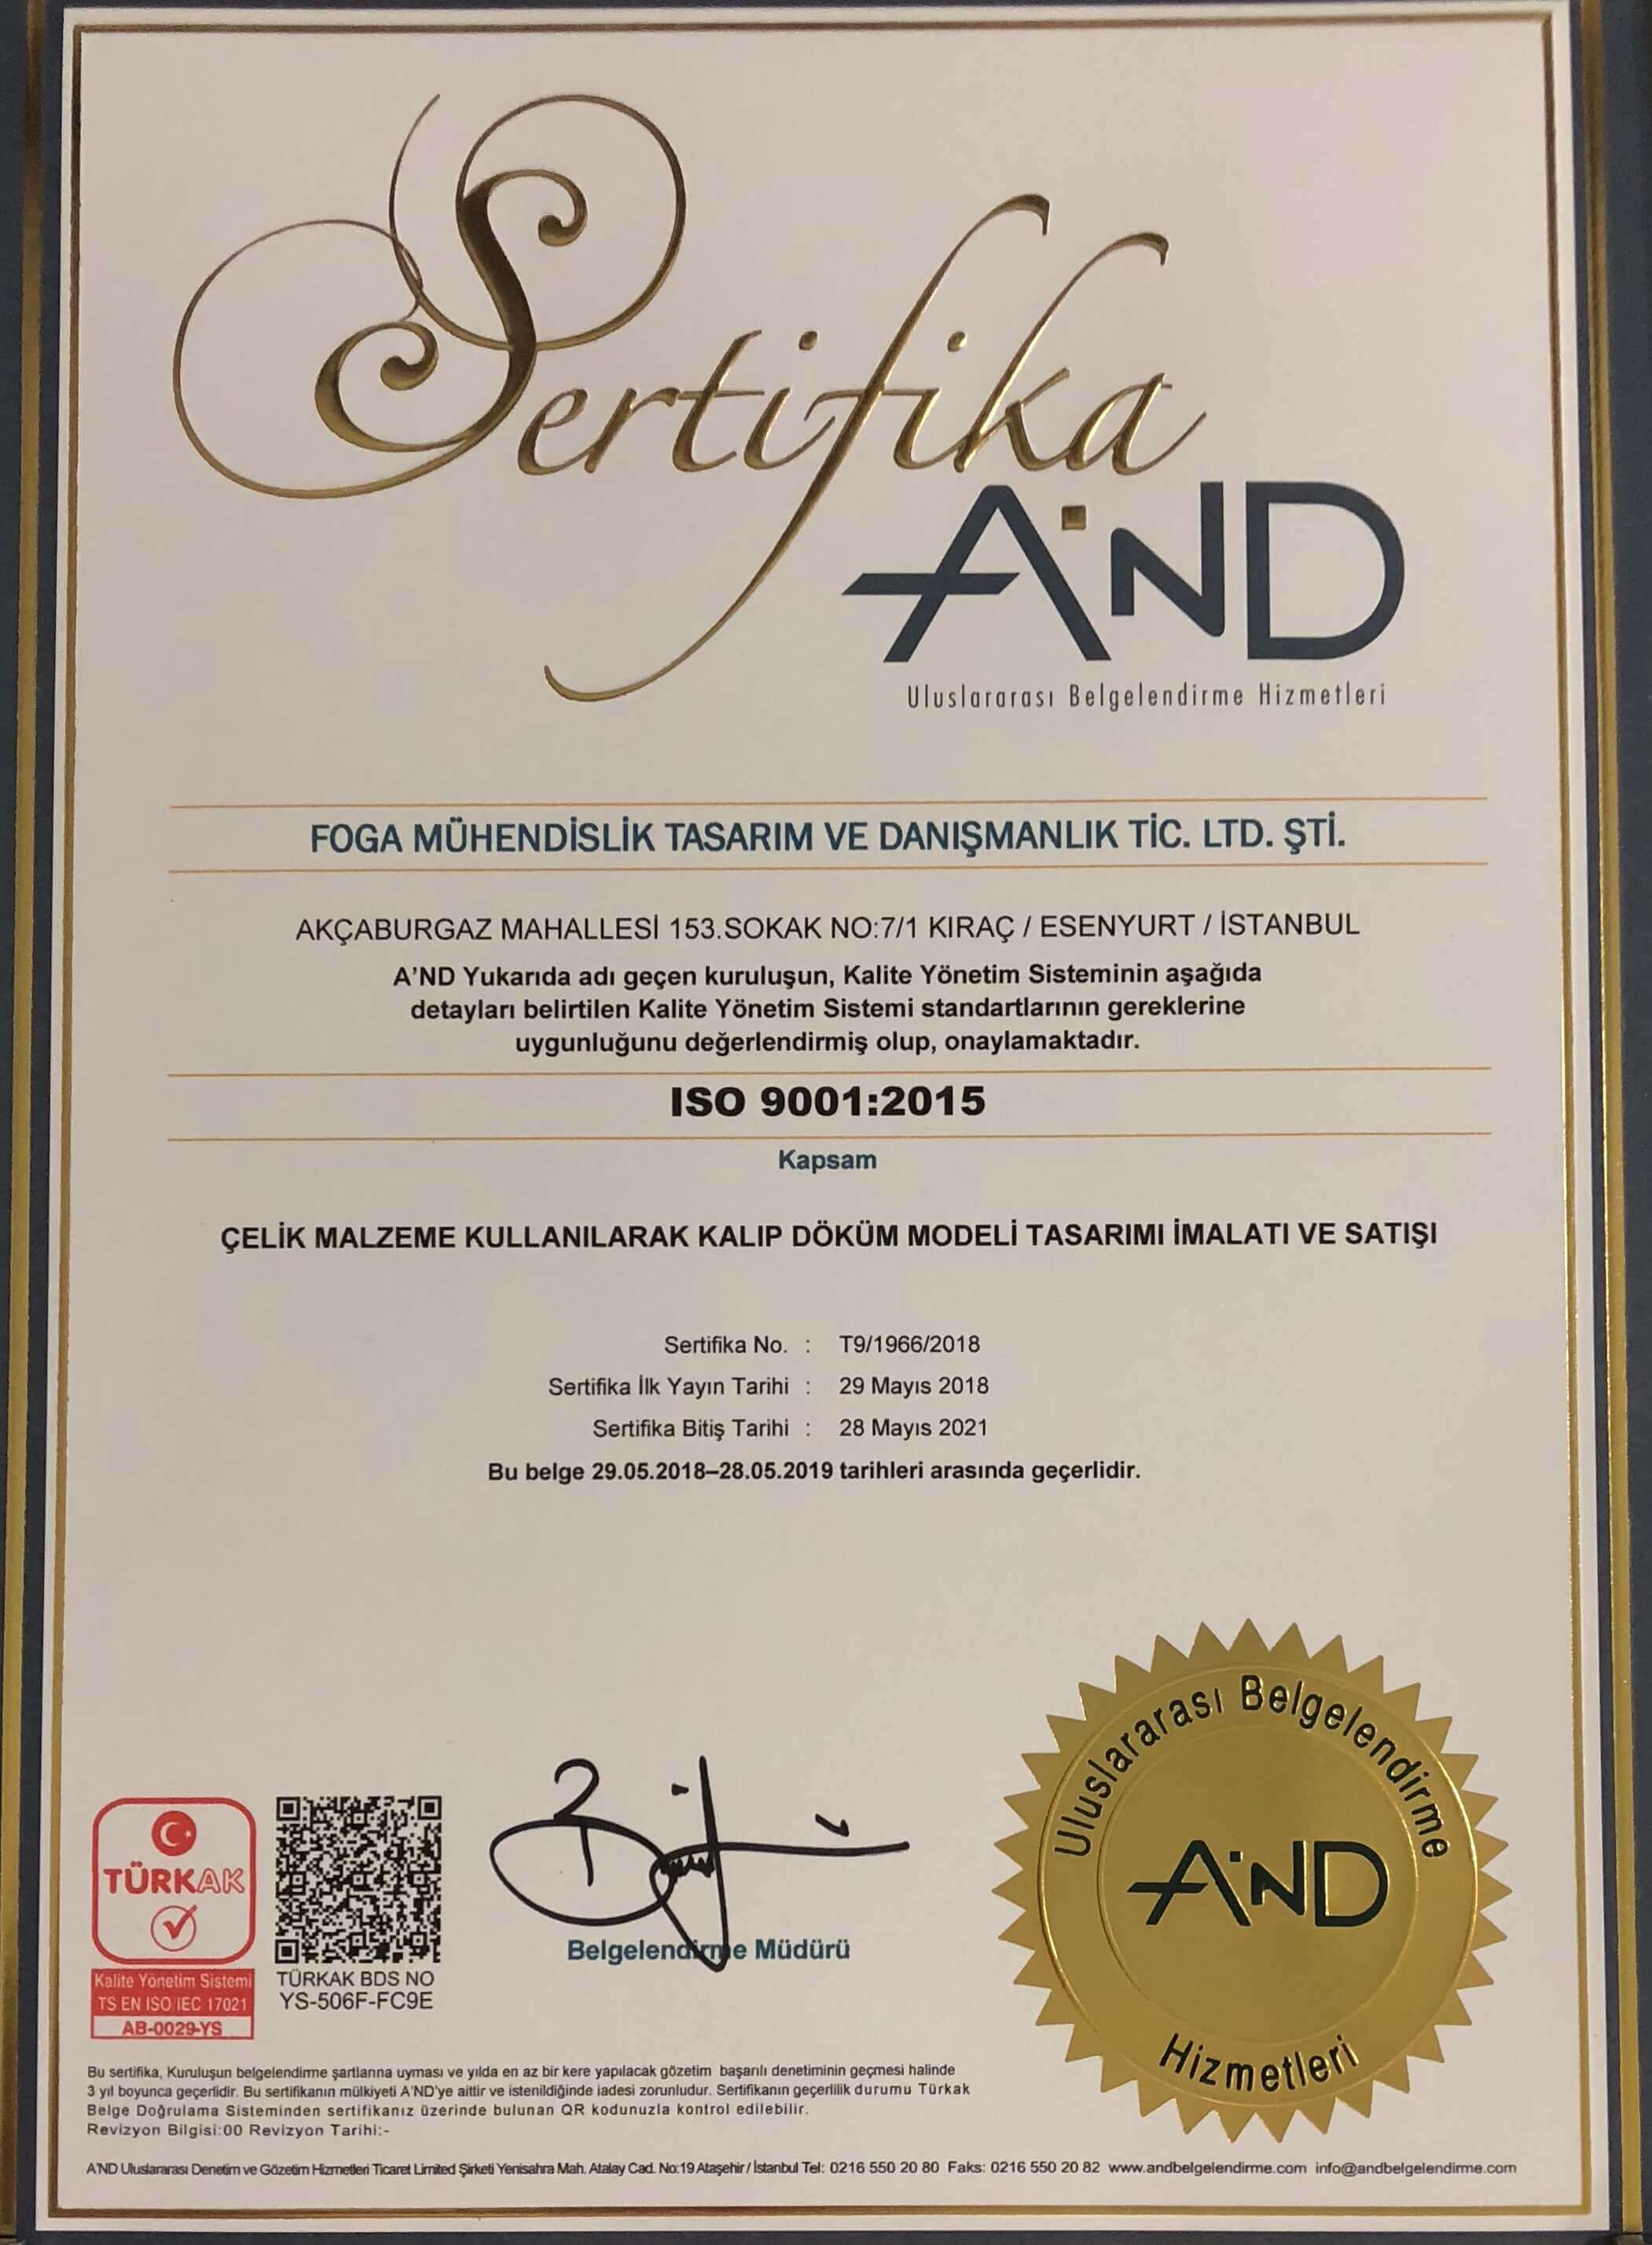 Sertifika
A'ND
Uluslararası Belgelendirme Hizmetleri
FOGA MÜHENDİSLİK TASARIM VE DANIŞMANLIK TİC. LTD. ŞTİ.
AKÇABURGAZ MAHALLESİ 153.SOKAK NO:7/1 KIRAÇ / ESENYURT / İSTANBUL
A'ND Yukarıda adı geçen kuruluşun, Kalite Yönetim Sisteminin aşağıda
detayları belirtilen Kalite Yönetim Sistemi standartlarının gereklerine
uygunluğunu değerlendirmiş olup, onaylamaktadır.
ISO 9001:2015
Kapsam
ÇELİK MALZEME KULLANILARAK KALIP DÖKÜM MODELİ TASARIMI İMALATI VE SATIŞI
Sertifika No. : T9/1966/2018
Sertifika İlk Yayın Tarihi : 29 Mayıs 2018
Sertifika Bitiş Tarihi : 28 Mayıs 2021
Bu belge 29.05.2018–28.05.2019 tarihleri arasında geçerlidir.
Uluslararası Belgelendirme
A'ND
Hizmetleri
TÜRKAK
Kalite Yönetim Sistemi
TS EN ISO/IEC 17021
AB-0029-YS
TÜRKAK BDS NO
YS-506F-FC9E
Belgelendirme Müdürü
Bu sertifika, Kuruluşun belgelendirme şartlarına uyması ve yılda en az bir kere yapılacak gözetim başarılı denetiminin geçmesi halinde
3 yıl boyunca geçerlidir. Bu sertifikanın mülkiyeti A'ND'ye aittir ve istenildiğinde iadesi zorunludur. Sertifikanın geçerlilik durumu Türkak
Belge Doğrulama Sisteminden sertifikanız üzerinde bulunan QR kodunuzla kontrol edilebilir.
Revizyon Bilgisi:00 Revizyon Tarihi:-
A'ND Uluslararası Denetim ve Gözetim Hizmetleri Ticaret Limited Şirketi Yenisahra Mah. Atalay Cad. No:19 Ataşehir / İstanbul Tel: 0216 550 20 80 Faks: 0216 550 20 82 www.andbelgelendirme.com info@andbelgelendirme.com